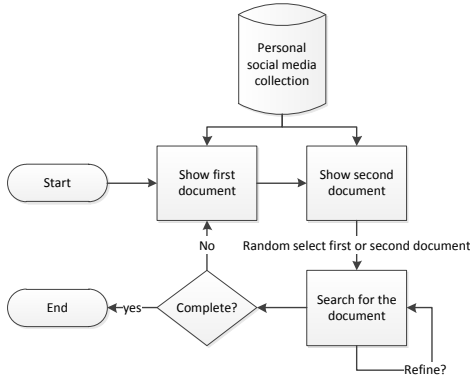 Personal
social media
collection
Start
Show first
document
Show second
document
No
Random select first or second document
End
yes
Complete?
Search for the
document
Refine?